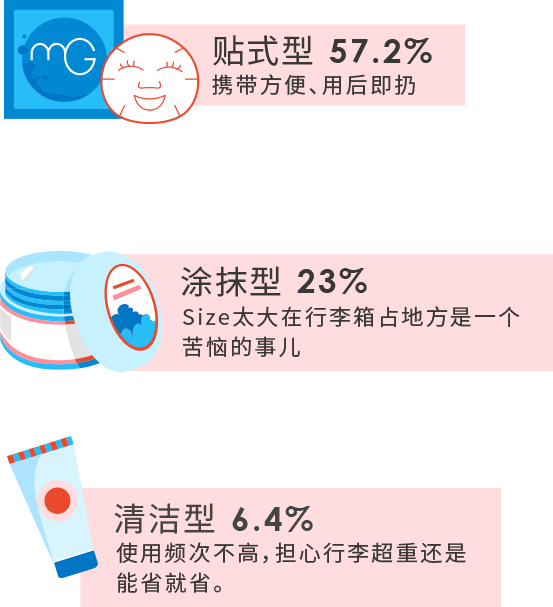 mG
贴式型 57.2%
携带方便、用后即扔
涂抹型 23%
Size太大在行李箱占地方是一个
苦恼的事儿
清洁型 6.4%
使用频次不高，担心行李超重还是
能省就省。